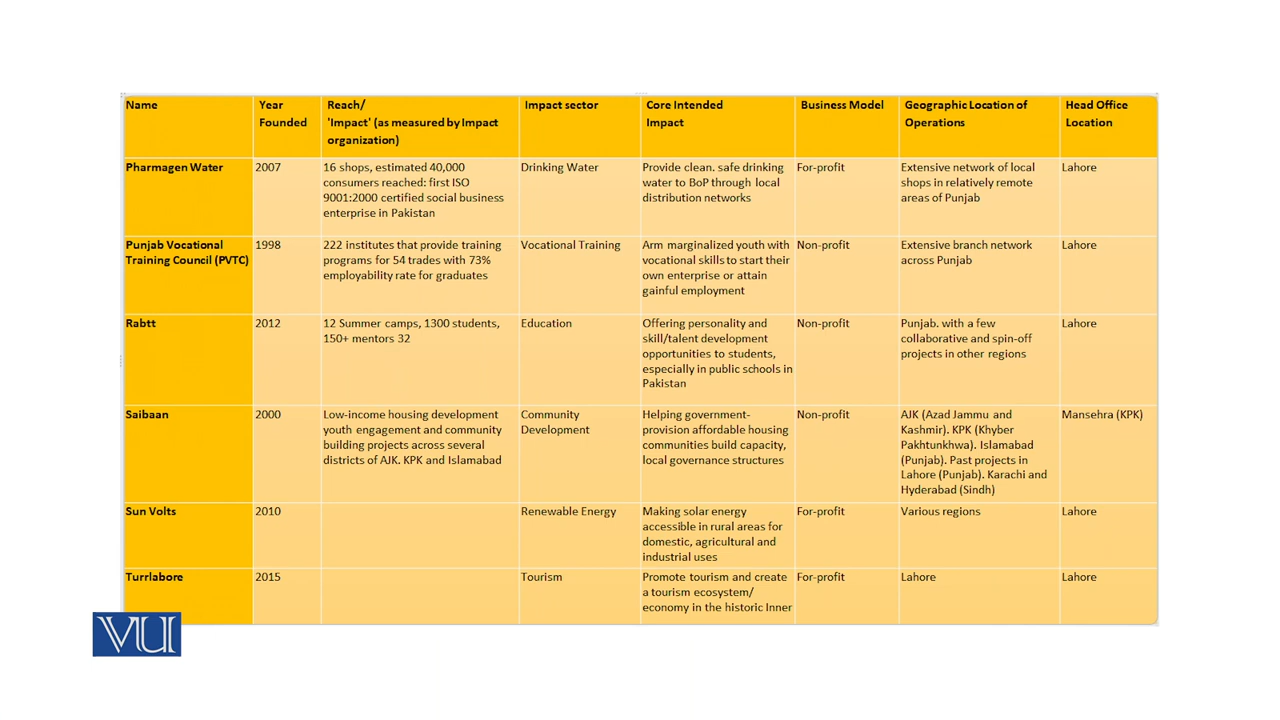 Name
Year
Founded
Reach/
'Impact' (as measured by Impact
organization)
Impact sector
Core Intended
Impact
Business Model
Geographic Location of
Operations
Head Office
Location
Pharmagen Water
2007
16 shops, estimated 40,000
consumers reached: first ISO
9001:2000 certified social business
enterprise in Pakistan
Drinking Water
Provide clean. safe drinking
water to BoP through local
distribution networks
For-profit
Extensive network of local
shops in relatively remote
areas of Punjab
Lahore
Punjab Vocational
Training Council (PVTC)
1998
222 institutes that provide training
programs for 54 trades with 73%
employability rate for graduates
Vocational Training
Arm marginalized youth with
vocational skills to start their
own enterprise or attain
gainful employment
Non-profit
Extensive branch network
across Punjab
Lahore
Rabtt
2012
12 Summer camps, 1300 students,
150+ mentors 32
Education
Offering personality and
skill/talent development
opportunities to students,
especially in public schools in
Pakistan
Non-profit
Punjab. with a few
collaborative and spin-off
projects in other regions
Lahore
Saibaan
2000
Low-income housing development
youth engagement and community
building projects across several
districts of AJK. KPK and Islamabad
Community
Development
Helping government-
provision affordable housing
communities build capacity,
local governance structures
Non-profit
AJK (Azad Jammu and
Kashmir). KPK (Khyber
Pakhtunkhwa). Islamabad
(Punjab). Past projects in
Lahore (Punjab). Karachi and
Hyderabad (Sindh)
Mansehra (KPK)
Sun Volts
2010
Renewable Energy
Making solar energy
accessible in rural areas for
domestic, agricultural and
industrial uses
For-profit
Various regions
Lahore
Turrlabore
2015
Tourism
Promote tourism and create
a tourism ecosystem/
economy in the historic Inner
For-profit
Lahore
Lahore
VU